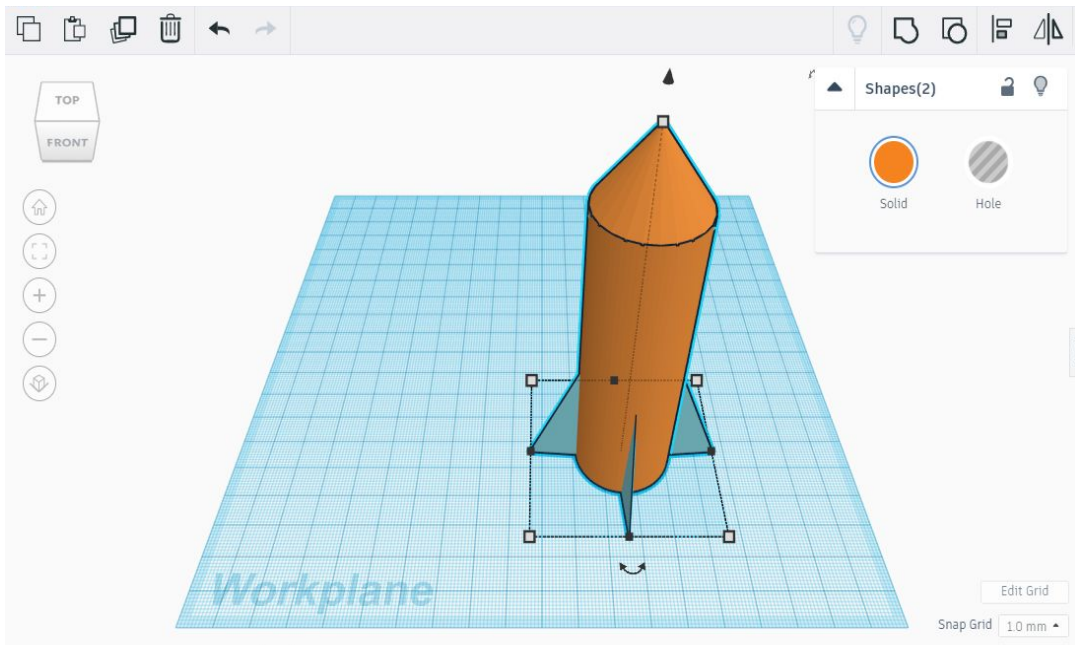 TOP
FRONT
Shapes(2)
Solid
Hole
Workplane
Edit Grid
Snap Grid 1.0 mm